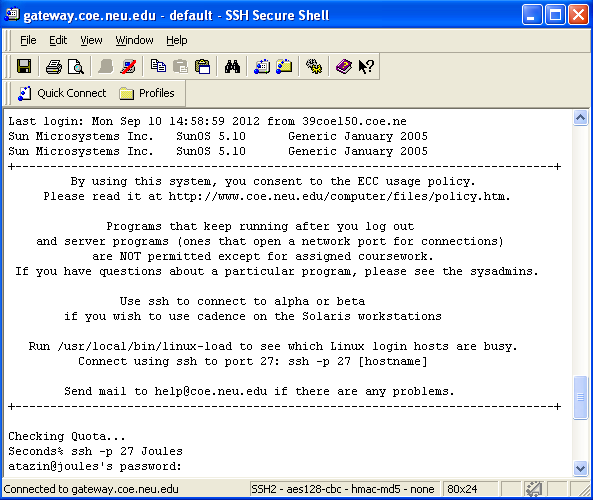 gateway.coe.neu.edu - default - SSH Secure Shell
File Edit View Window Help
Quick Connect Profiles
Last login: Mon Sep 10 14:58:59 2012 from 39coe150.coe.ne
Sun Microsystems Inc. SunOS 5.10 Generic January 2005
Sun Microsystems Inc. SunOS 5.10 Generic January 2005
+-----------------------------------------------------------------------------+
By using this system, you consent to the ECC usage policy.
Please read it at http://www.coe.neu.edu/computer/files/policy.htm.
Programs that keep running after you log out
and server programs (ones that open a network port for connections)
are NOT permitted except for assigned coursework.
If you have questions about a particular program, please see the sysadmins.
Use ssh to connect to alpha or beta
if you wish to use cadence on the Solaris workstations
Run /usr/local/bin/linux-load to see which Linux login hosts are busy.
Connect using ssh to port 27: ssh -p 27 [hostname]
Send mail to help@coe.neu.edu if there are any problems.
+-----------------------------------------------------------------------------+
Checking Quota...
Seconds% ssh -p 27 Joules
atazin@joules's password:
Connected to gateway.coe.neu.edu SSH2 - aes128-cbc - hmac-md5 - none 80x24